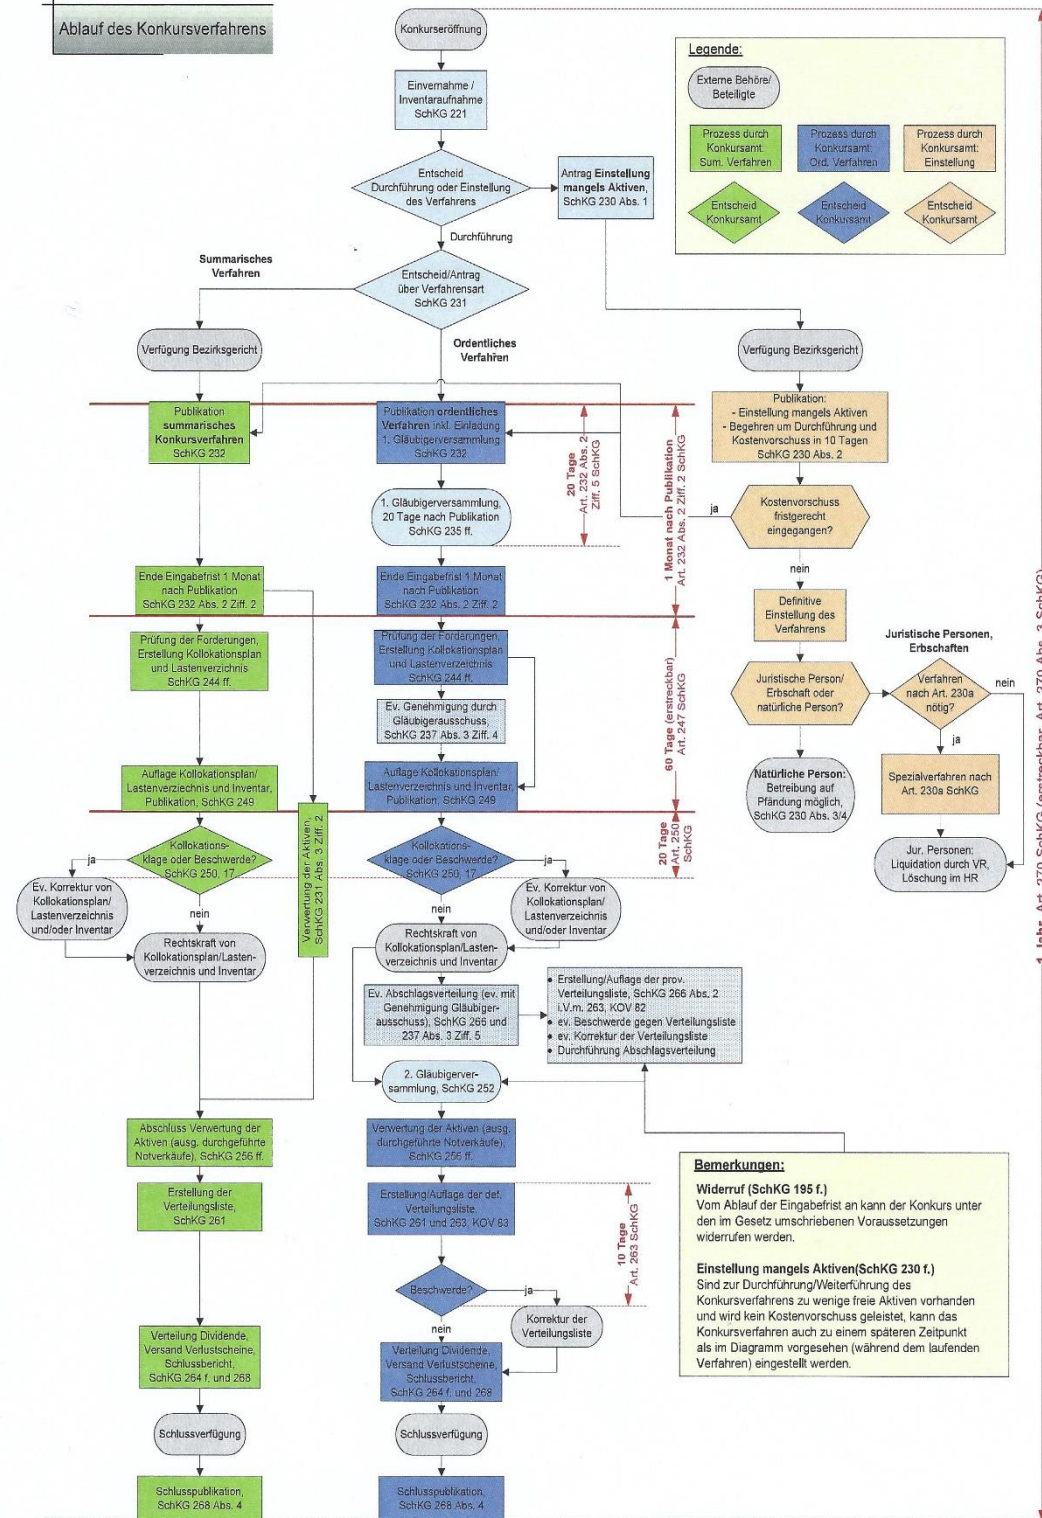 Ablauf des Konkursverfahrens
Konkurseröffnung
Einvernahme /
Inventaraufnahme
SchKG 221
Entscheid
Durchführung oder Einstellung
des Verfahrens
Antrag Einstellung
mangels Aktiven,
SchKG 230 Abs. 1
Durchführung
Legende:
Externe Behöre/
Beteiligte
Prozess durch
Konkursamt:
Sum. Verfahren
Prozess durch
Konkursamt:
Ord. Verfahren
Prozess durch
Konkursamt:
Einstellung
Entscheid
Konkursamt
Entscheid
Konkursamt
Entscheid
Konkursamt
Summarisches
Verfahren
Entscheid/Antrag
über Verfahrensart
SchKG 231
Ordentliches
Verfahren
Verfügung Bezirksgericht
Verfügung Bezirksgericht
Publikation
summarisches
Konkursverfahren
SchKG 232
Publikation ordentliches
Verfahren inkl. Einladung
1. Gläubigerversammlung
SchKG 232
20 Tage
Art. 232 Abs. 2
Ziff. 5 SchKG
1 Monat nach Publikation
Art. 232 Abs. 2 Ziff. 2 SchKG
Publikation:
- Einstellung mangels Aktiven
- Begehren um Durchführung und
Kostenvorschuss in 10 Tagen
SchKG 230 Abs. 2
1. Gläubigerversammlung,
20 Tage nach Publikation
SchKG 235 ff.
ja
Kostenvorschuss
fristgerecht
eingegangen?
nein
Ende Eingabefrist 1 Monat
nach Publikation
SchKG 232 Abs. 2 Ziff. 2
Ende Eingabefrist 1 Monat
nach Publikation
SchKG 232 Abs. 2 Ziff. 2
Definitive
Einstellung des
Verfahrens
Prüfung der Forderungen,
Erstellung Kollokationsplan
und Lastenverzichnis
SchKG 244 ff.
Prüfung der Forderungen,
Erstellung Kollokationsplan
und Lastenverzichnis
SchKG 244 ff.
60 Tage (erstreckbar)
Art. 247 SchKG
Juristische Personen,
Erbschaften
Juristische Person/
Erbschaft oder
natürliche Person?
Verfahren
nach Art. 230a
nötig?
nein
ja
Ev. Genehmigung durch
Gläubigerausschuss,
SchKG 237 Abs. 3 Ziff. 4
Auflage Kollokationsplan/
Lastenverzeichnis und Inventar,
Publikation, SchKG 249
Auflage Kollokationsplan/
Lastenverzeichnis und Inventar,
Publikation, SchKG 249
Natürliche Person:
Betreibung auf
Pfändung möglich,
SchKG 230 Abs. 3/4
Spezialverfahren nach
Art. 230a SchKG
Jur. Personen:
Liquidation durch VR,
Löschung im HR
1 Jahr, Art. 270 SchKG (erstreckbar, Art. 270 Abs. 3 SchKG)
Kollokations-
klage oder Beschwerde?
SchKG 250, 17
ja
nein
Verwertung der Aktiven,
SchKG 231 Abs. 3 Ziff. 2
Kollokations-
klage oder Beschwerde?
SchKG 250, 17
ja
nein
20 Tage
Art. 250
SchKG
Ev. Korrektur von
Kollokationsplan/
Lastenverzeichnis
und/oder Inventar
Ev. Korrektur von
Kollokationsplan/
Lastenverzeichnis
und/oder Inventar
Rechtskraft von
Kollokationsplan/Lasten-
verzeichnis und Inventar
Rechtskraft von
Kollokationsplan/Lasten-
verzeichnis und Inventar
Ev. Abschlagsverteilung (ev. mit
Genehmigung Gläubiger-
ausschuss), SchKG 266 und
237 Abs. 3 Ziff. 5
• Erstellung/Auflage der prov.
Verteilungsliste, SchKG 266 Abs. 2
i.V.m. 263, KOV 82
• ev. Beschwerde gegen Verteilungsliste
• ev. Korrektur der Verteilungsliste
• Durchführung Abschlagsverteilung
2. Gläubigerver-
sammlung, SchKG 252
Abschluss Verwertung der
Aktiven (ausg. durchgeführte
Notverkäufe), SchKG 256 ff.
Verwertung der Aktiven (ausg.
durchgeführte Notverkäufe),
SchKG 256 ff.
Erstellung der
Verteilungsliste,
SchKG 261
Erstellung/Auflage der def.
Verteilungsliste,
SchKG 261 und 263, KOV 83
10 Tage
Art. 263 SchKG
Beschwerde?
ja
nein
Korrektur der
Verteilungsliste
Bemerkungen:
Widerruf (SchKG 195 f.)
Vom Ablauf der Eingabefrist an kann der Konkurs unter
den im Gesetz umschriebenen Voraussetzungen
widerrufen werden.
Einstellung mangels Aktiven(SchKG 230 f.)
Sind zur Durchführung/Weiterführung des
Konkursverfahrens zu wenige freie Aktiven vorhanden
und wird kein Kostenvorschuss geleistet, kann das
Konkursverfahren auch zu einem späteren Zeitpunkt
als im Diagramm vorgesehen (während dem laufenden
Verfahren) eingestellt werden.
Verteilung Dividende,
Versand Verlustscheine,
Schlussbericht,
SchKG 264 f. und 268
Verteilung Dividende,
Versand Verlustscheine,
Schlussbericht,
SchKG 264 f. und 268
Schlussverfügung
Schlussverfügung
Schlusspublikation,
SchKG 268 Abs. 4
Schlusspublikation,
SchKG 268 Abs. 4